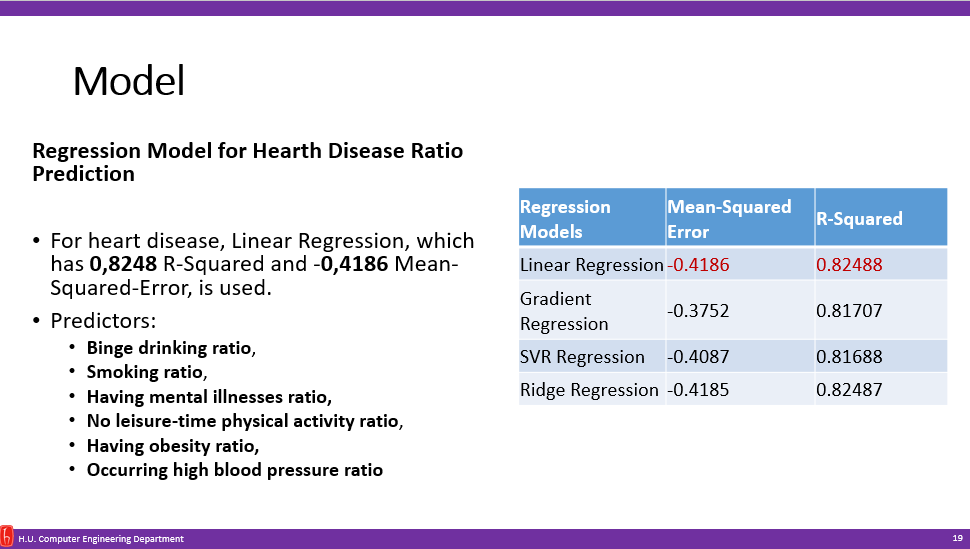 Model
Regression Model for Hearth Disease Ratio
Prediction
• For heart disease, Linear Regression, which
has 0,8248 R-Squared and -0,4186 Mean-
Squared-Error, is used.
• Predictors:
• Binge drinking ratio,
• Smoking ratio,
• Having mental illnesses ratio,
• No leisure-time physical activity ratio,
• Having obesity ratio,
• Occurring high blood pressure ratio
Regression Models Mean-Squared Error R-Squared
Linear Regression -0.4186 0.82488
Gradient Regression -0.3752 0.81707
SVR Regression -0.4087 0.81688
Ridge Regression -0.4185 0.82487
H.U. Computer Engineering Department
19